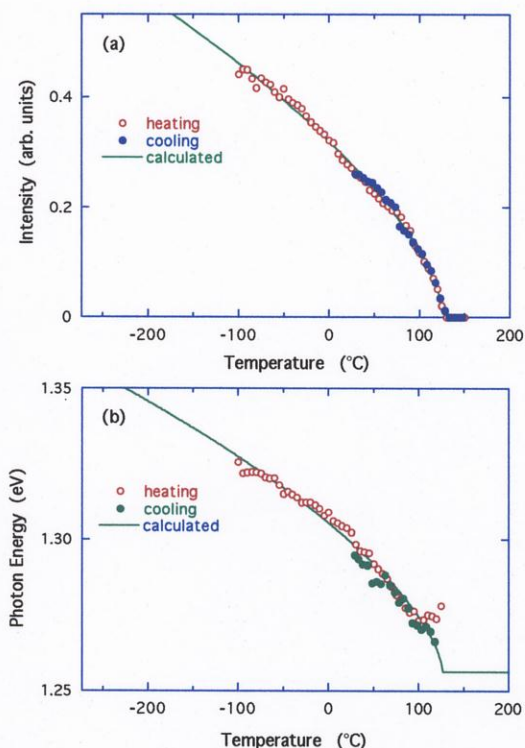 (a)
0.4
0.2
0
Intensity (arb. units)
heating
cooling
calculated
-200 -100 0 100 200
Temperature (°C)
(b)
1.35
1.30
1.25
Photon Energy (eV)
heating
cooling
calculated
-200 -100 0 100 200
Temperature (°C)